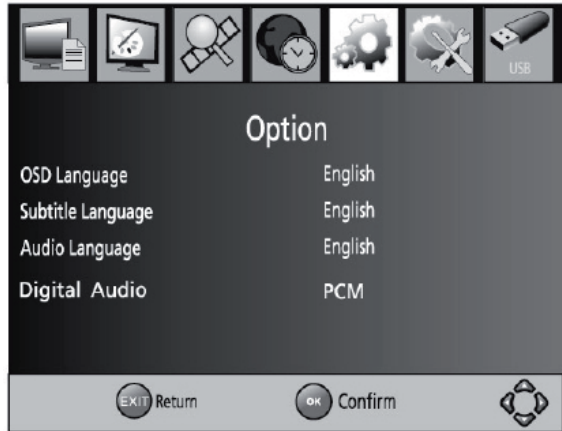 USB
Option
OSD Language English
Subtitle Language English
Audio Language English
Digital Audio PCM
EXIT Return OK Confirm